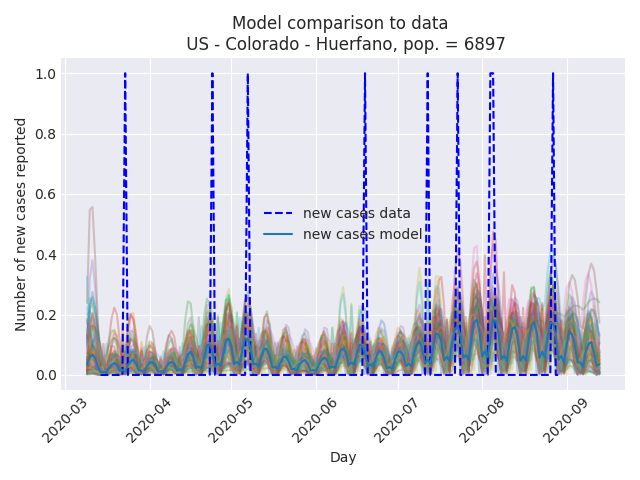 Model comparison to data
US - Colorado - Huerfano, pop. = 6897
Number of new cases reported
1.0
0.8
0.6
0.4
0.2
0.0
new cases data
new cases model
2020-03
2020-04
2020-05
2020-06
2020-07
2020-08
2020-09
Day